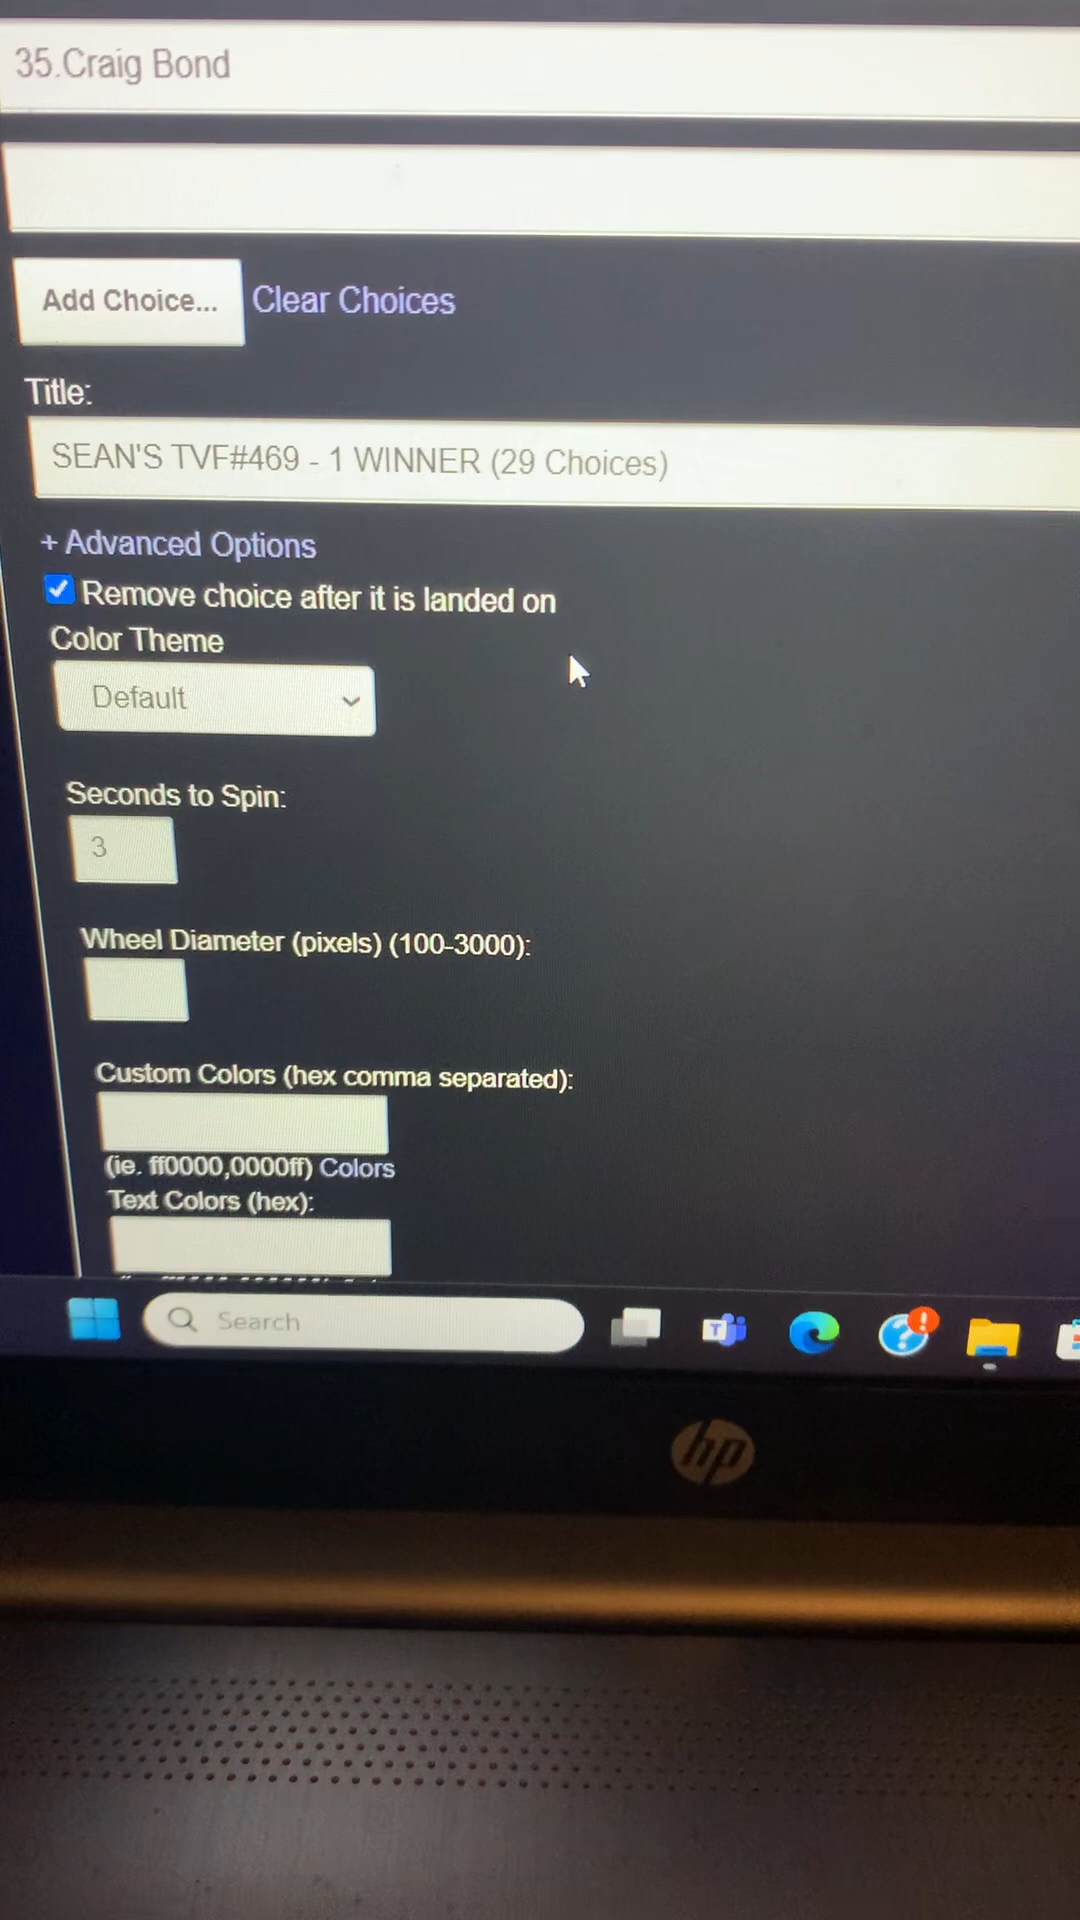 35.Craig Bond
Add Choice... Clear Choices
Title:
SEAN'S TVF#469 - 1 WINNER (29 Choices)
+ Advanced Options
Remove choice after it is landed on
Color Theme
Default
Seconds to Spin:
3
Wheel Diameter (pixels) (100-3000):
Custom Colors (hex comma separated):
(ie. ff0000,0000ff) Colors
Text Colors (hex):
Search
T
hp